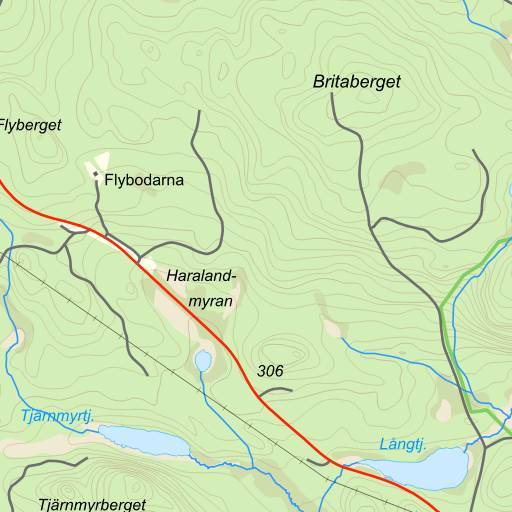 Britaberget
Flyberget
Flybodarna
Haraland-
myran
306
Tjärnmyrtj.
Långtj.
Tjärnmyrberget